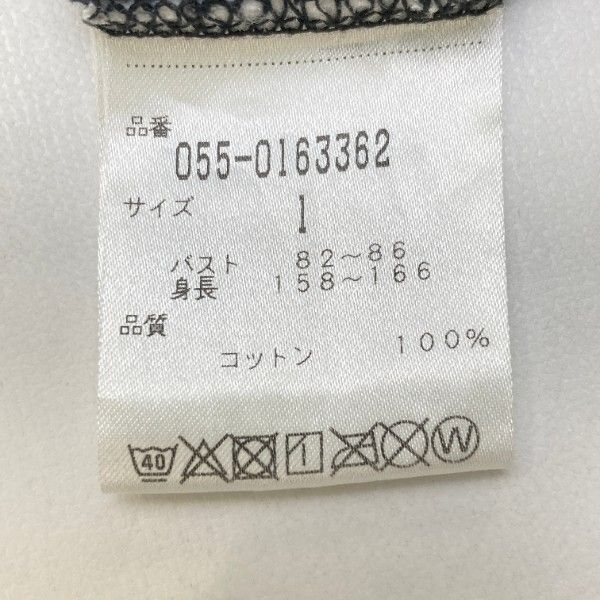 品番
055-0163362
サイズ 1
バスト 82～86
身長 158～166
品質
コットン 100%
40 W